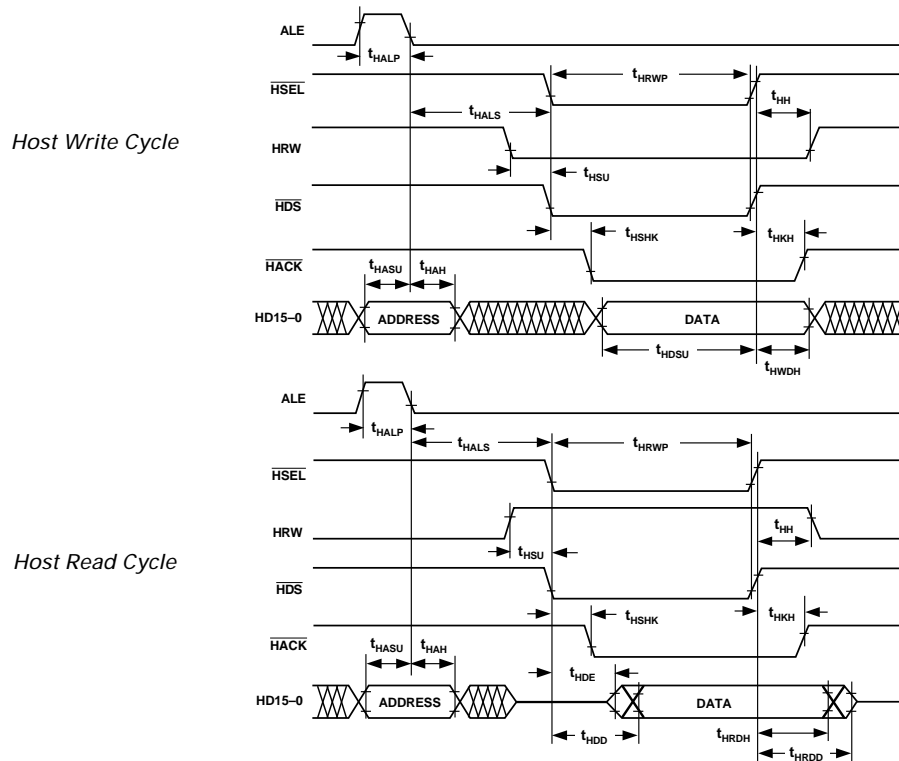 ALE
tHALP
HSEL
tHRWP
tHALS
tHH
Host Write Cycle
HRW
tHSU
HDS
tHSHK
tHKH
HACK
tHASU
tHAH
HD15–0
ADDRESS
DATA
tHDSU
tHWDH
ALE
tHALP
tHALS
tHRWP
HSEL
HRW
tHH
tHSU
Host Read Cycle
HDS
tHSHK
tHKH
HACK
tHASU
tHAH
tHDE
HD15–0
ADDRESS
DATA
tHDD
tHRDH
tHRDD